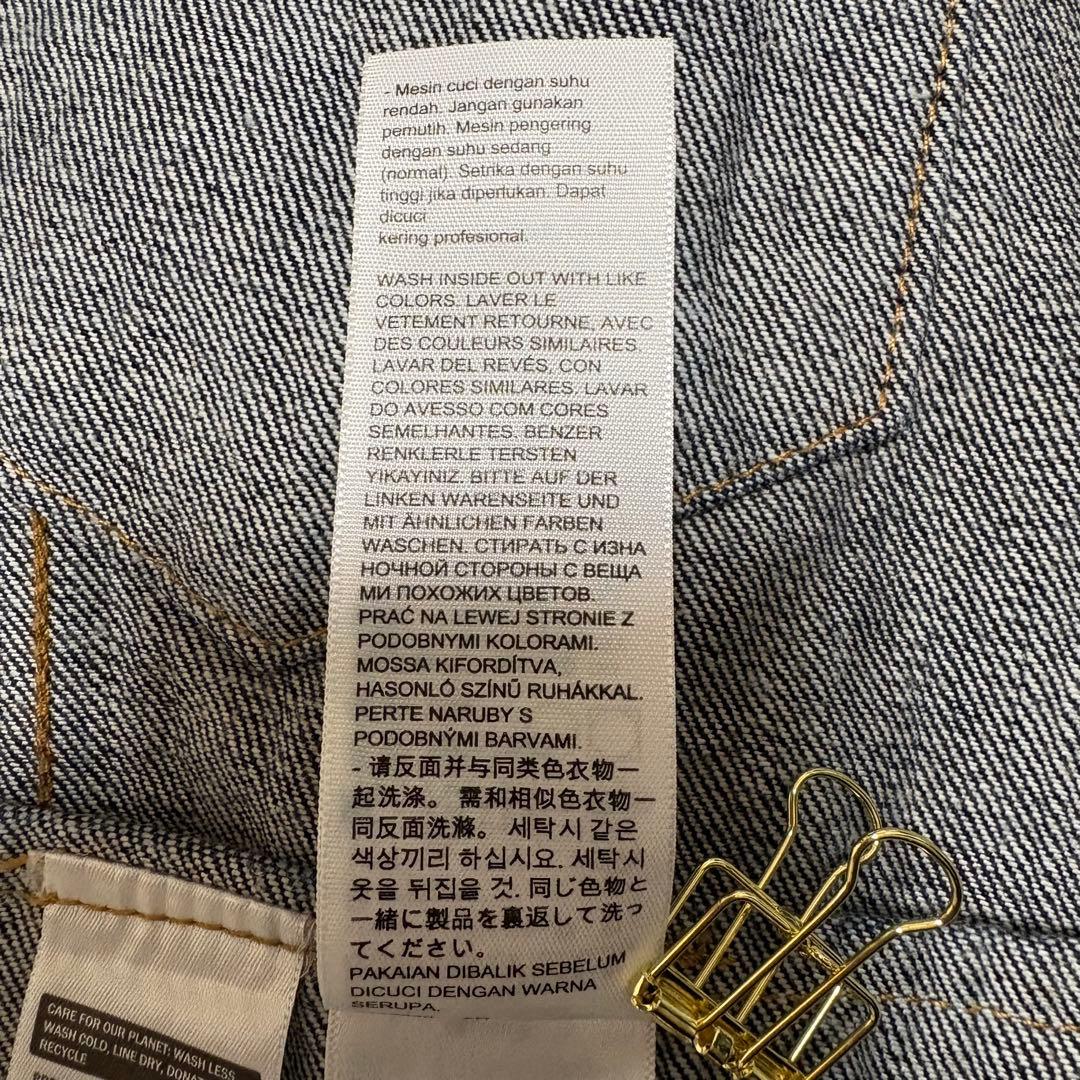 - Mesin cuci dengan suhu
rendah. Jangan gunakan
pemutih. Mesin pengering
dengan suhu sedang
(normal). Setrika dengan suhu
tinggi jika diperlukan. Dapat
dicuci
kering profesional.
WASH INSIDE OUT WITH LIKE
COLORS. LAVER LE
VETEMENT RETOURNE, AVEC
DES COULEURS SIMILAIRES.
LAVAR DEL REVÉS, CON
COLORES SIMILARES. LAVAR
DO AVESSO COM CORES
SEMELHANTES. BENZER
RENKLERLE TERSTEN
YIKAYINIZ. BITTE AUF DER
LINKEN WARENSEITE UND
MIT ÄHNLICHEN FARBEN
WASCHEN. СТИРАТЬ С ИЗНА
НОЧНОЙ СТОРОНЫ С ВЕЩА
МИ ПОХОЖИХ ЦВЕТОВ.
PRAĆ NA LEWEJ STRONIE Z
PODOBNYMI KOLORAMI.
MOSSA KIFORDÍTVA,
HASONLÓ SZÍNŰ RUHÁKKAL.
PERTE NARUBY S
PODOBNÝMI BARVAMI.
- 请反面并与同类色衣物一
起洗涤。 需和相似色衣物一
同反面洗滌。 세탁시 같은
색상끼리 하십시요. 세탁시
옷을 뒤집을 것. 同じ色物と
一緒に製品を裏返して洗っ
てください。
PAKAIAN DIBALIK SEBELUM
DICUCI DENGAN WARNA
SERUPA.
CARE FOR OUR PLANET: WASH LESS
WASH COLD, LINE DRY, DONAT
RECYCLE